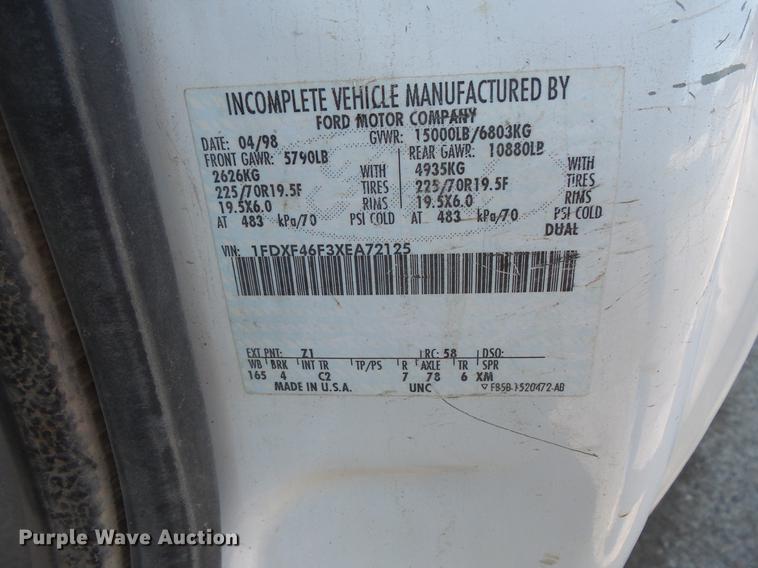 INCOMPLETE VEHICLE MANUFACTURED BY
FORD MOTOR COMPANY
DATE: 04/98 GVWR: 15000LB/6803KG
FRONT GAWR: 5790LB REAR GAWR: 10880LB
2626KG WITH 4935KG WITH
225/70R19.5F TIRES 225/70R19.5F TIRES
19.5X6.0 RIMS 19.5X6.0 RIMS
AT 483 kPa/70 PSI COLD AT 483 kPa/70 PSI COLD
DUAL
VIN: 1FDXF46F3XEA72125
EXT PNT: Z1 RC: 58 DSO:
WB BRK INT TR TP/PS R AXLE TR SPR
165 4 C2 7 78 6 XM
MADE IN U.S.A. UNC F85B-1520472-AB
Purple Wave Auction